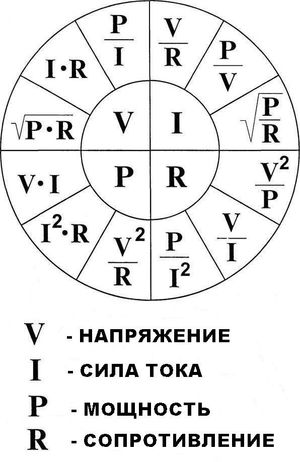 P/I
V/R
I·R
P/V
√P·R
V
I
√P/R
V·I
P
R
V²/P
I²·R
V²/R
P/I²
V/I
V - НАПРЯЖЕНИЕ
I - СИЛА ТОКА
P - МОЩНОСТЬ
R - СОПРОТИВЛЕНИЕ